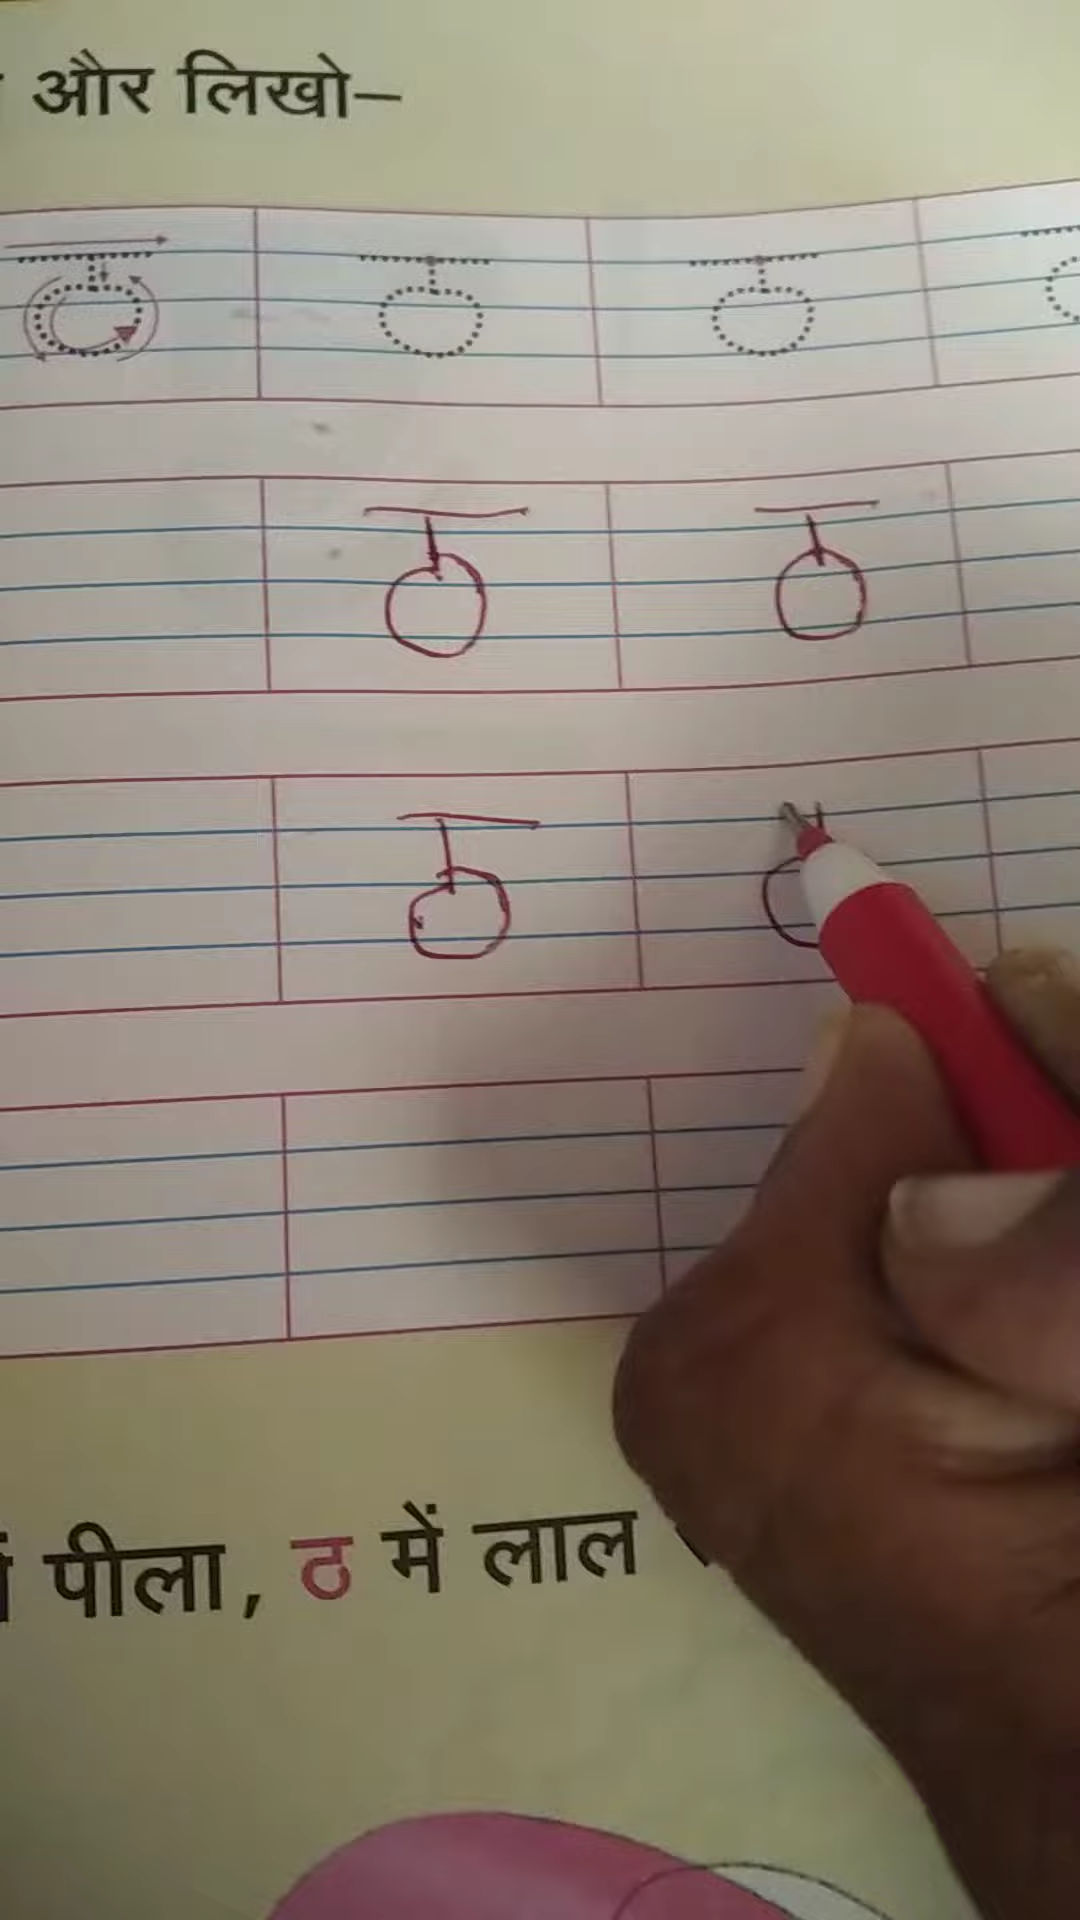 और लिखो–
ठ ठ ठ
ठ ठ
ठ
पीला, ठ में लाल